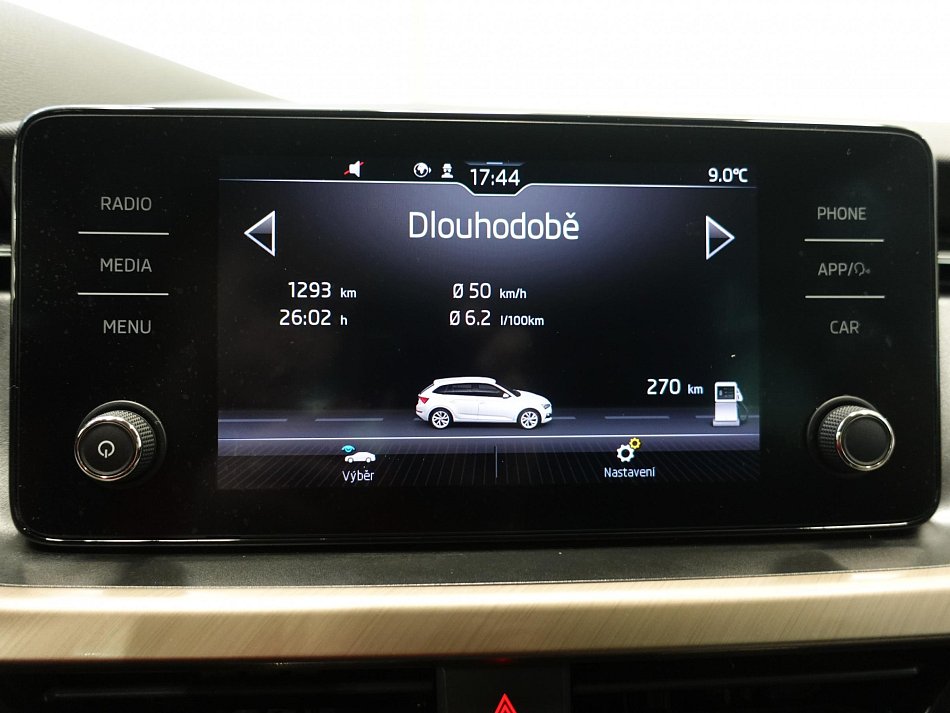 17:44
9.0°C
RADIO
MEDIA
MENU
Dlouhodobě
1293 km
Ø 50 km/h
26:02 h
Ø 6.2 l/100km
270 km
Výběr
Nastavení
PHONE
APP/
CAR